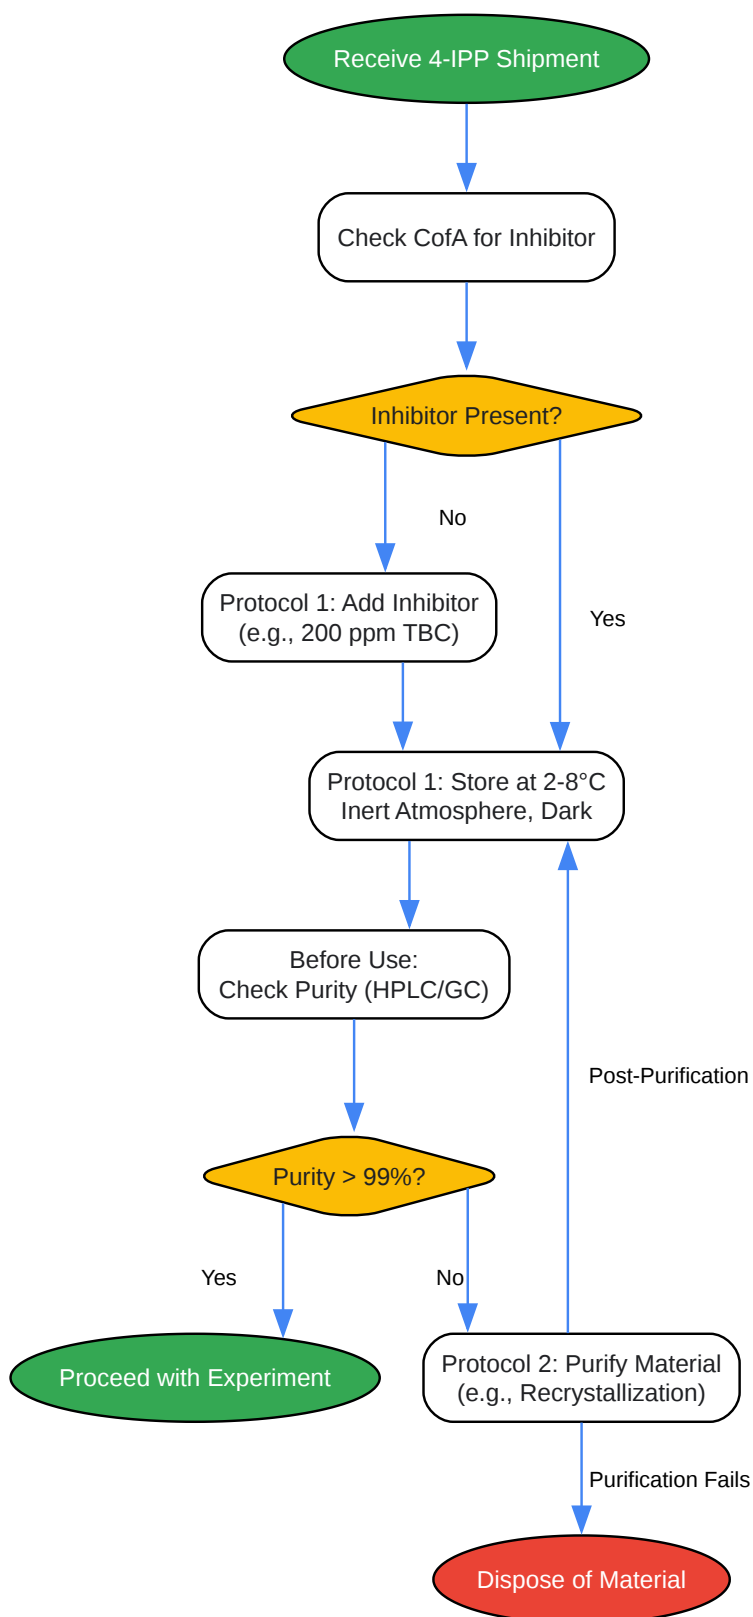 Receive 4-IPP Shipment
Check CofA for Inhibitor
Inhibitor Present?
No
Protocol 1: Add Inhibitor
(e.g., 200 ppm TBC)
Yes
Protocol 1: Store at 2-8°C
Inert Atmosphere, Dark
Before Use:
Check Purity (HPLC/GC)
Post-Purification
Purity > 99%?
Yes
No
Proceed with Experiment
Protocol 2: Purify Material
(e.g., Recrystallization)
Purification Fails
Dispose of Material